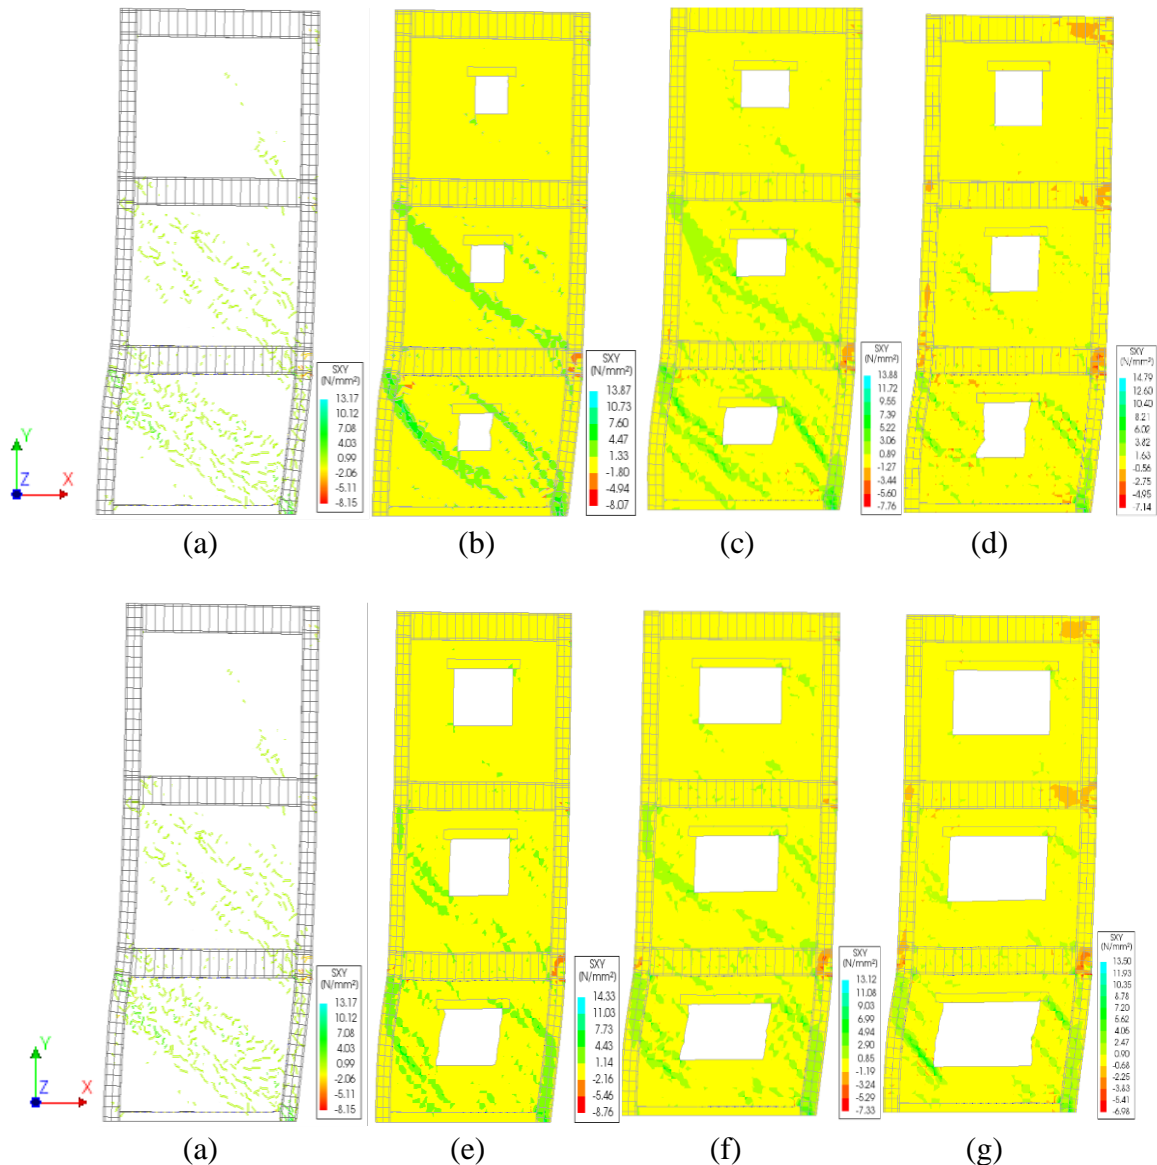 SXY
(N/mm²)
13.17
10.12
7.08
4.03
0.99
-2.06
-5.11
-8.15
SXY
(N/mm²)
13.87
10.73
7.60
4.47
1.33
-1.80
-4.94
-8.07
SXY
(N/mm²)
13.88
11.72
9.55
7.39
5.22
3.06
0.89
-1.27
-3.44
-5.60
-7.76
SXY
(N/mm²)
14.79
12.60
10.40
8.21
6.02
3.82
1.63
-0.56
-2.75
-4.95
-7.14
Y
Z
X
(a)
(b)
(c)
(d)
SXY
(N/mm²)
13.17
10.12
7.08
4.03
0.99
-2.06
-5.11
-8.15
SXY
(N/mm²)
14.33
11.03
7.73
4.43
1.14
-2.16
-5.46
-8.76
SXY
(N/mm²)
13.12
11.08
9.03
6.99
4.94
2.90
0.85
-1.19
-3.24
-5.29
-7.33
SXY
(N/mm²)
13.50
11.93
10.35
8.78
7.20
5.62
4.05
2.47
0.90
-0.68
-2.25
-3.83
-5.41
-6.98
Y
Z
X
(a)
(e)
(f)
(g)